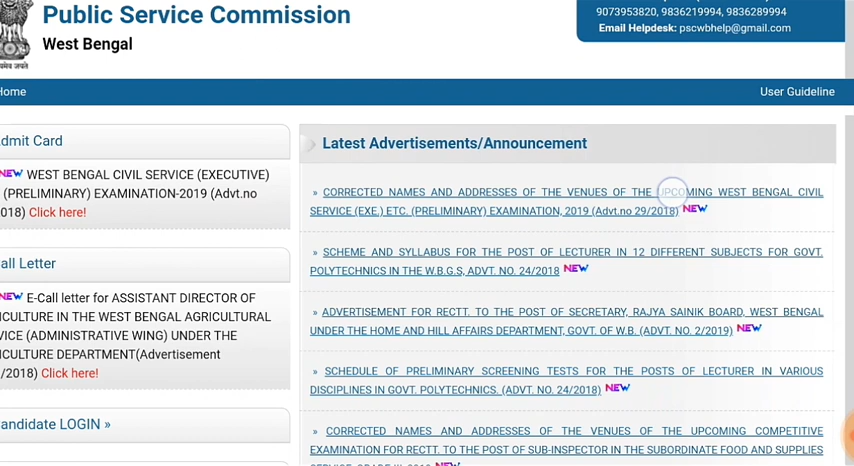 Public Service Commission
West Bengal
9073953820, 9836219994, 9836289994
Email Helpdesk: pscwbhelp@gmail.com
Home
User Guideline
dmit Card
NEW WEST BENGAL CIVIL SERVICE (EXECUTIVE)
(PRELIMINARY) EXAMINATION-2019 (Advt.no
018) Click here!
all Letter
NEW E-Call letter for ASSISTANT DIRECTOR OF
ICULTURE IN THE WEST BENGAL AGRICULTURAL
VICE (ADMINISTRATIVE WING) UNDER THE
ICULTURE DEPARTMENT(Advertisement
/2018) Click here!
andidate LOGIN »
Latest Advertisements/Announcement
» CORRECTED NAMES AND ADDRESSES OF THE VENUES OF THE UPCOMING WEST BENGAL CIVIL
SERVICE (EXE.) ETC. (PRELIMINARY) EXAMINATION, 2019 (Advt.no 29/2018) NEW
» SCHEME AND SYLLABUS FOR THE POST OF LECTURER IN 12 DIFFERENT SUBJECTS FOR GOVT.
POLYTECHNICS IN THE W.B.G.S, ADVT. NO. 24/2018 NEW
» ADVERTISEMENT FOR RECTT. TO THE POST OF SECRETARY, RAJYA SAINIK BOARD, WEST BENGAL
UNDER THE HOME AND HILL AFFAIRS DEPARTMENT, GOVT. OF W.B. (ADVT. NO. 2/2019) NEW
» SCHEDULE OF PRELIMINARY SCREENING TESTS FOR THE POSTS OF LECTURER IN VARIOUS
DISCIPLINES IN GOVT. POLYTECHNICS. (ADVT. NO. 24/2018) NEW
» CORRECTED NAMES AND ADDRESSES OF THE VENUES OF THE UPCOMING COMPETITIVE
EXAMINATION FOR RECTT. TO THE POST OF SUB-INSPECTOR IN THE SUBORDINATE FOOD AND SUPPLIES